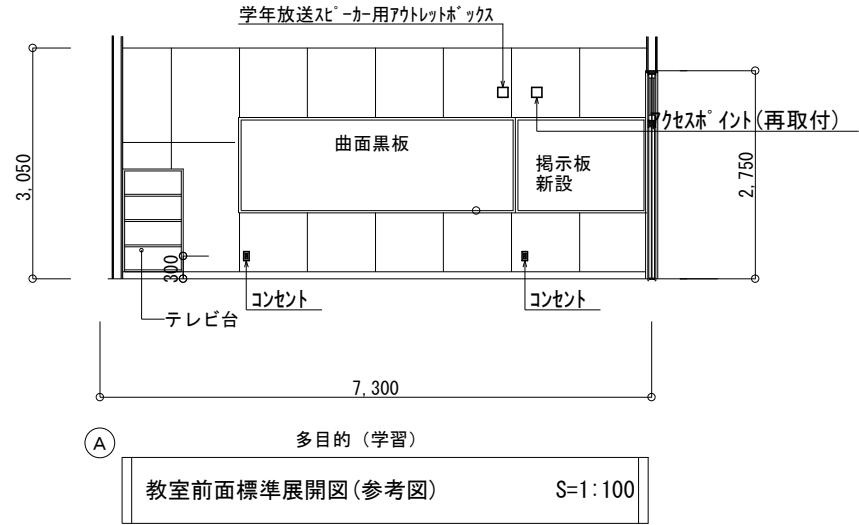 学年放送スピーカー用アウトレットボックス
アクセスポイント(再取付)
曲面黒板
掲示板
新設
3,050
2,750
300
コンセント
コンセント
テレビ台
7,300
A
多目的（学習）
教室前面標準展開図(参考図) S=1:100